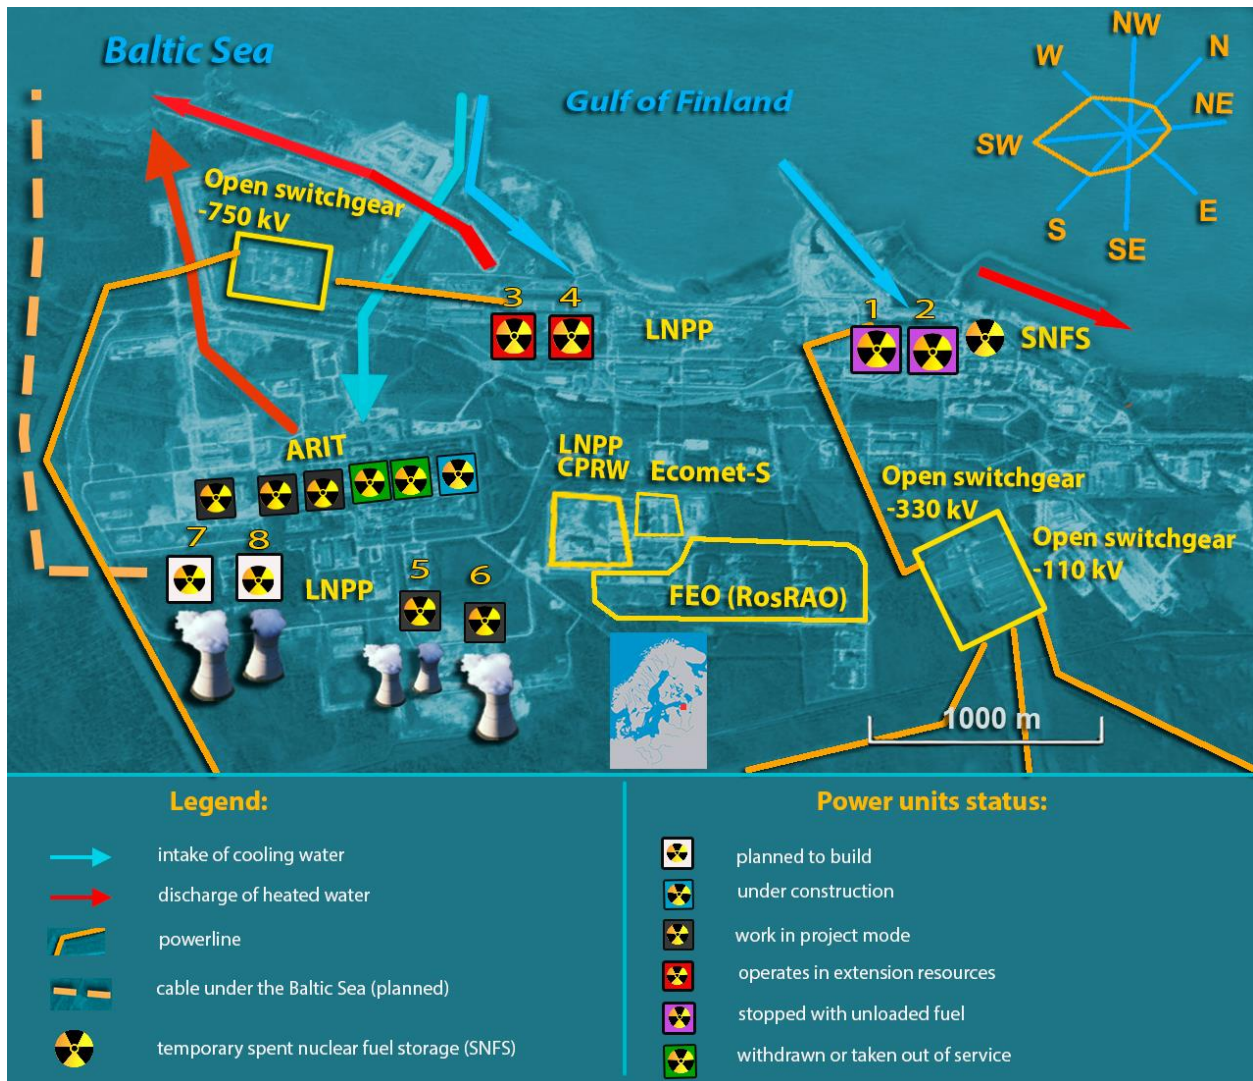 Baltic Sea
Gulf of Finland
NW
N
W
NE
SW
E
S
SE
Open switchgear
-750 kV
3
4
LNPP
1
2
SNFS
ARIT
LNPP
CPRW
Ecomet-S
Open switchgear
-330 kV
Open switchgear
-110 kV
7
8
LNPP
5
6
FEO (RosRAO)
1000 m
Legend:
intake of cooling water
discharge of heated water
powerline
cable under the Baltic Sea (planned)
temporary spent nuclear fuel storage (SNFS)
Power units status:
planned to build
under construction
work in project mode
operates in extension resources
stopped with unloaded fuel
withdrawn or taken out of service